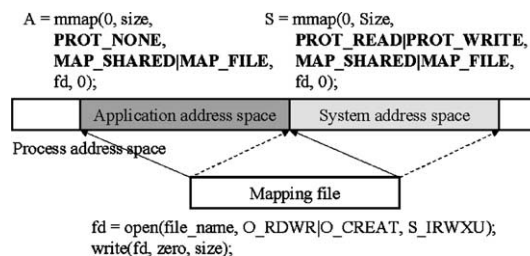 A = mmap(0, size,
PROT_NONE,
MAP_SHARED|MAP_FILE,
fd, 0);
S = mmap(0, Size,
PROT_READ|PROT_WRITE,
MAP_SHARED|MAP_FILE,
fd, 0);
Application address space
System address space
Process address space
Mapping file
fd = open(file_name, O_RDWR|O_CREAT, S_IRWXU);
write(fd, zero, size);